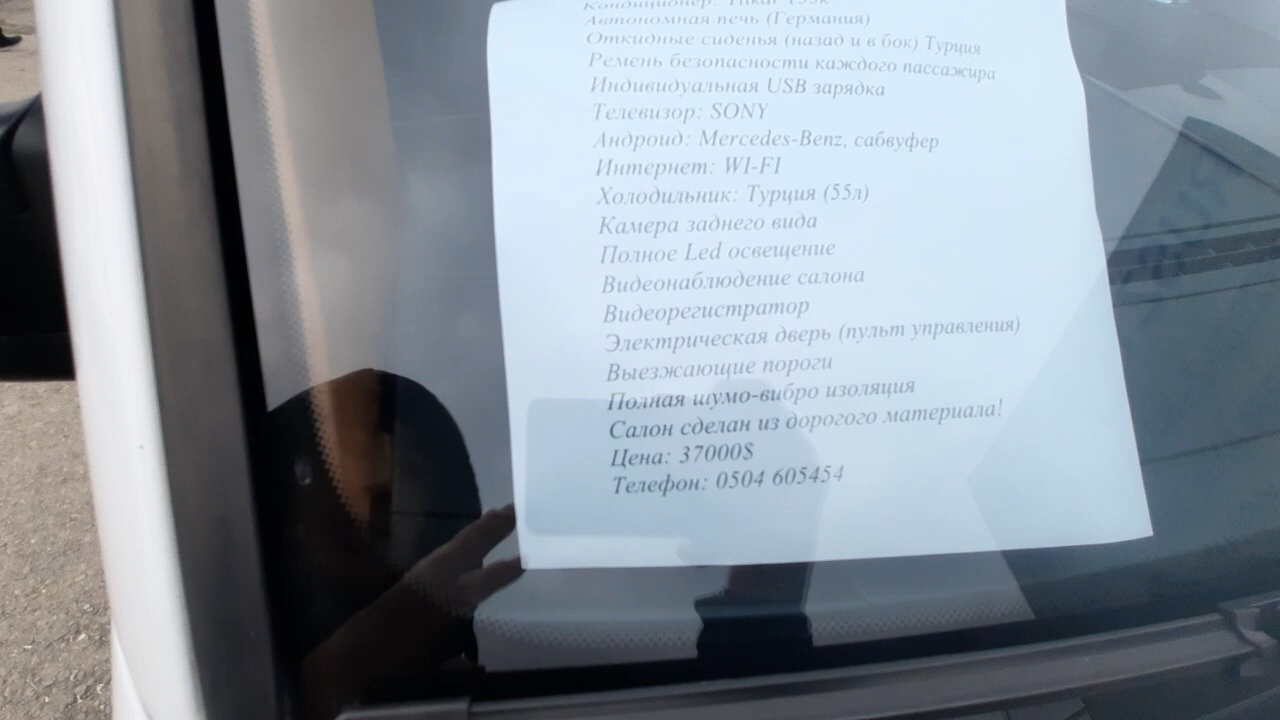 Кондиционер:
Автономная печь (Германия)
Откидные сиденья (назад и в бок) Турция
Ремень безопасности каждого пассажира
Индивидуальная USB зарядка
Телевизор: SONY
Андроид: Mercedes-Benz, сабвуфер
Интернет: WI-FI
Холодильник: Турция (55л)
Камера заднего вида
Полное Led освещение
Видеонаблюдение салона
Видеорегистратор
Электрическая дверь (пульт управления)
Выезжающие пороги
Полная шумо-вибро изоляция
Салон сделан из дорогого материала!
Цена: 37000$
Телефон: 0504 605454